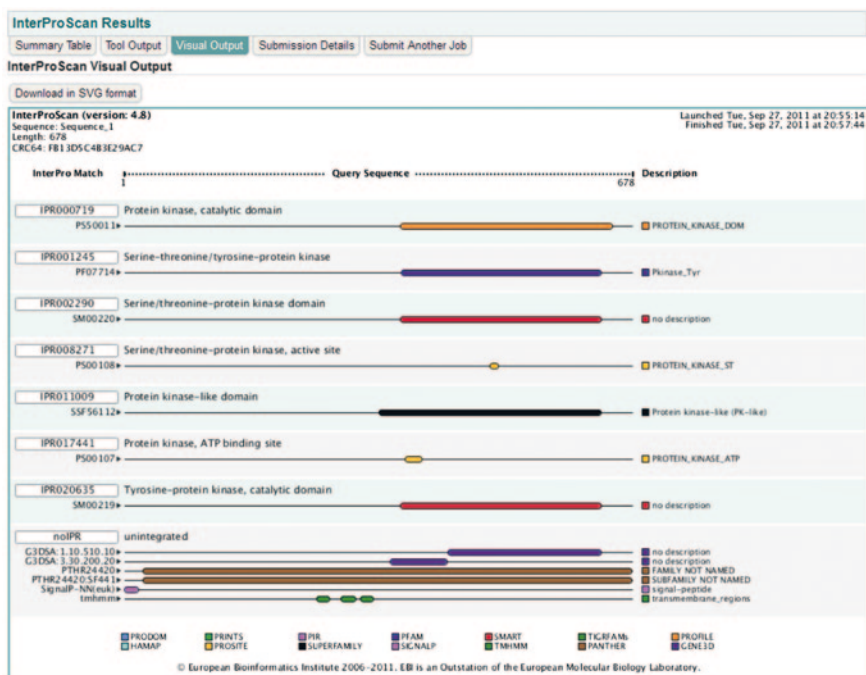 InterProScan Results
Summary Table Tool Output Visual Output Submission Details Submit Another Job
InterProScan Visual Output
Download in SVG format
InterProScan (version: 4.8)
Sequence: Sequence_1
Length: 678
CRC64: FB13D5C4B3E29AC7
Launched Tue, Sep 27, 2011 at 20:55:14
Finished Tue, Sep 27, 2011 at 20:57:44
InterPro Match Query Sequence Description
1 678
IPR000719 Protein kinase, catalytic domain
PS50011 PROTEIN_KINASE_DOM
IPR001245 Serine-threonine/tyrosine-protein kinase
PF07714 Pkinase_Tyr
IPR002290 Serine/threonine-protein kinase domain
SM00220 no description
IPR008271 Serine/threonine-protein kinase, active site
PS00108 PROTEIN_KINASE_ST
IPR011009 Protein kinase-like domain
SSF56112 Protein kinase-like (PK-like)
IPR017441 Protein kinase, ATP binding site
PS00107 PROTEIN_KINASE_ATP
IPR020635 Tyrosine-protein kinase, catalytic domain
SM00219 no description
noIPR unintegrated
G3DSA:1.10.510.10 no description
G3DSA:3.30.200.20 no description
PTHR24420 FAMILY NOT NAMED
PTHR24420:SF441 SUBFAMILY NOT NAMED
SignalP-NN(euk) signal-peptide
tmhmm transmembrane_regions
PRODOM PRINTS PIR PFAM SMART TIGRFAMs PROFILE
HAMAP PROSITE SUPERFAMILY SIGNALP TMHMM PANTHER GENE3D
© European Bioinformatics Institute 2006-2011. EBI is an Outstation of the European Molecular Biology Laboratory.